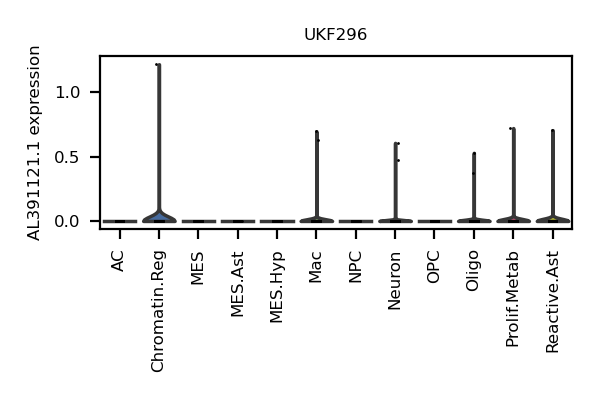 UKF296
AL391121.1 expression
1.0
0.5
0.0
AC
Chromatin.Reg
MES
MES.Ast
MES.Hyp
Mac
NPC
Neuron
OPC
Oligo
Prolif.Metab
Reactive.Ast